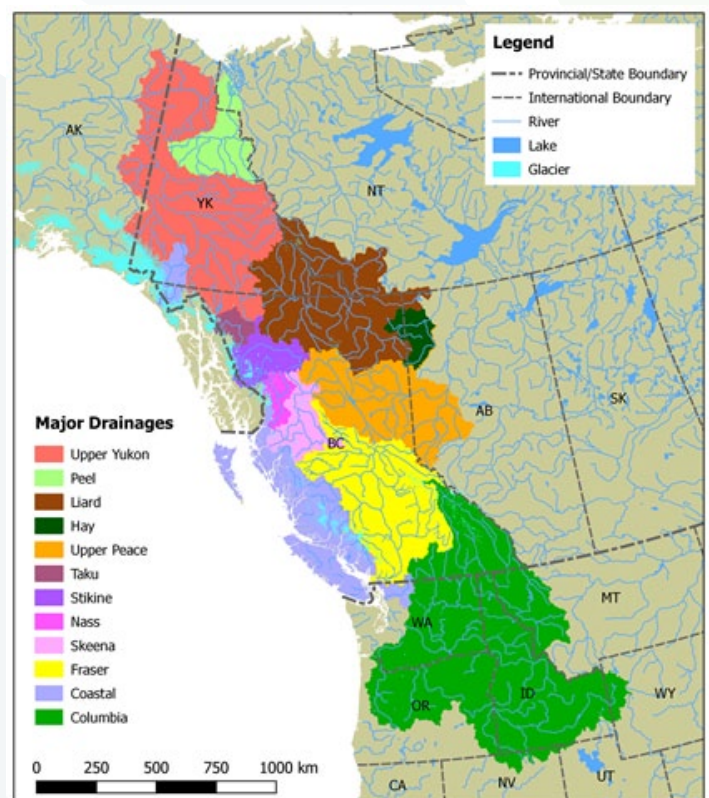 Legend
Provincial/State Boundary
International Boundary
River
Lake
Glacier
AK
YK
NT
AB
SK
BC
MT
WA
ID
WY
OR
CA
NV
UT
Major Drainages
Upper Yukon
Peel
Liard
Hay
Upper Peace
Taku
Stikine
Nass
Skeena
Fraser
Coastal
Columbia
0 250 500 750 1000 km